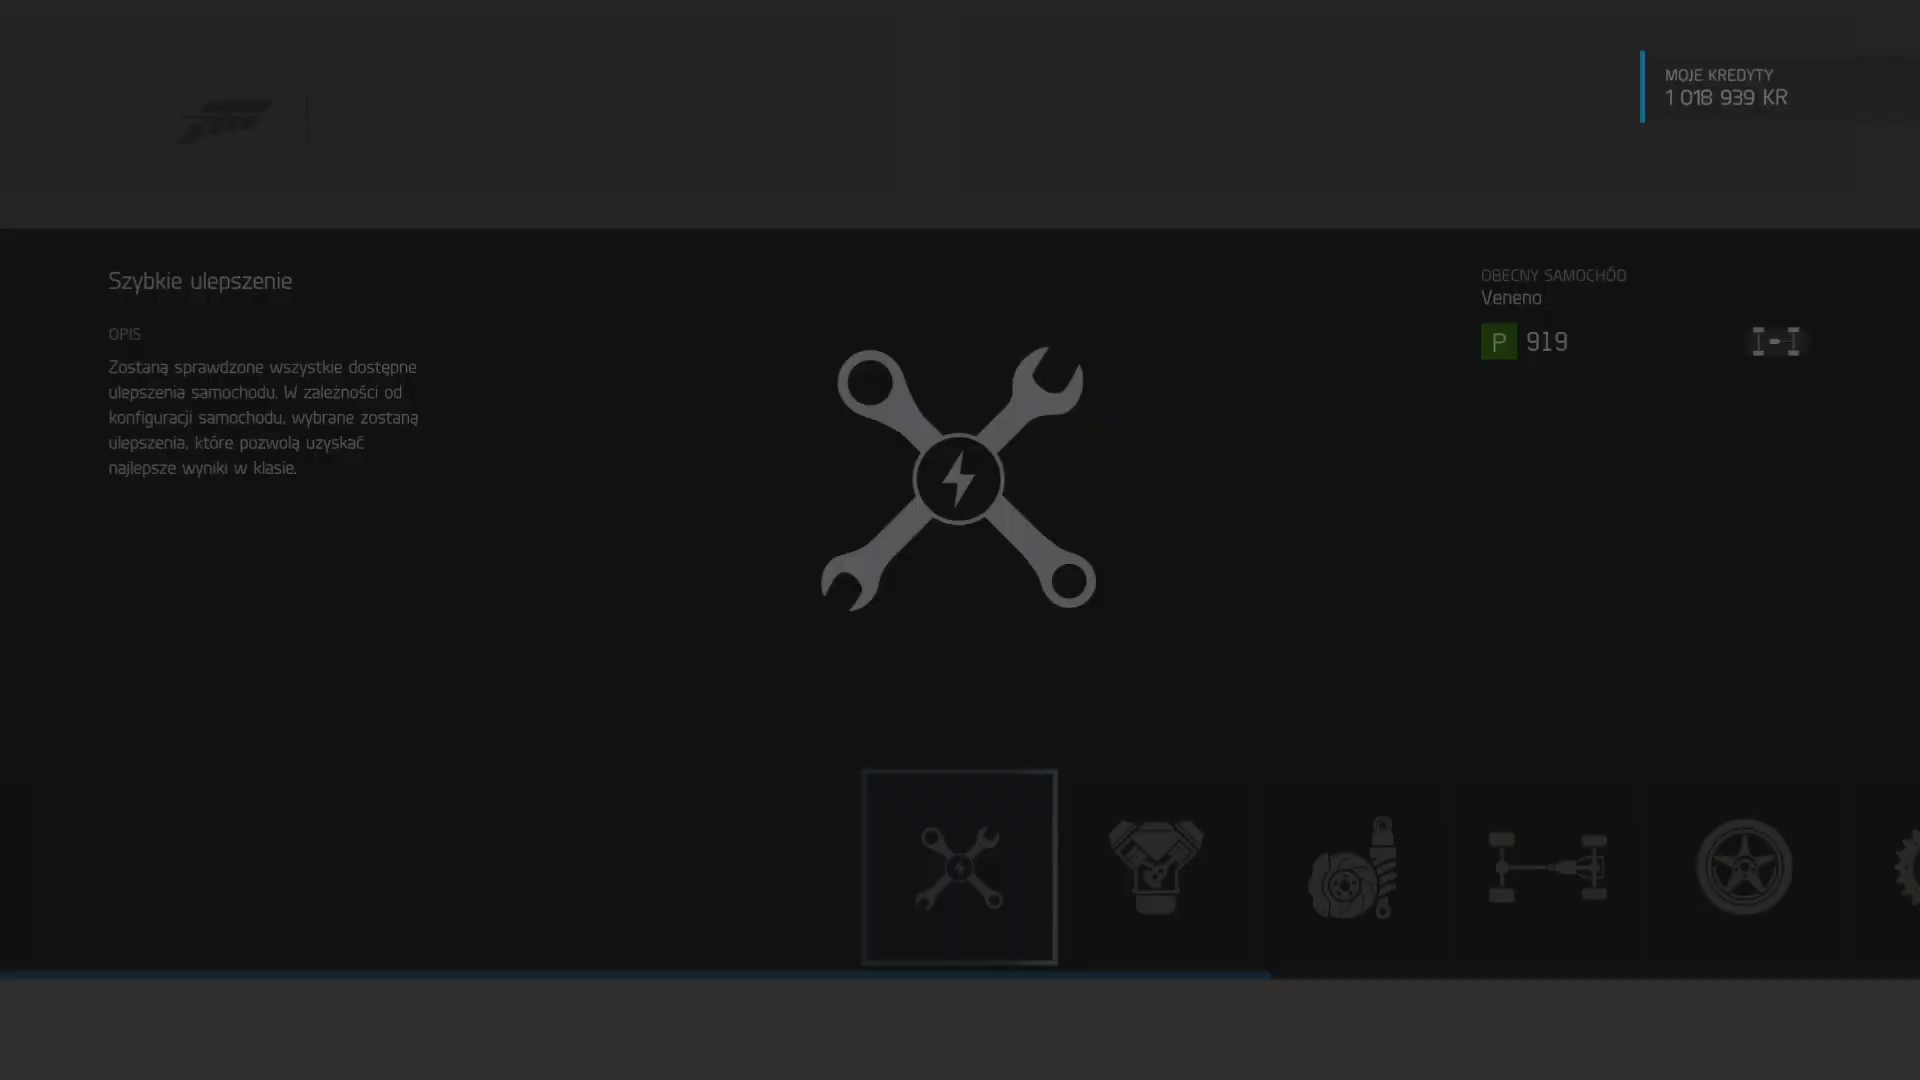 MOJE KREDYTY
1 018 939 KR
Szybkie ulepszenie
OPIS
Zostaną sprawdzone wszystkie dostępne
ulepszenia samochodu. W zależności od
konfiguracji samochodu, wybrane zostaną
ulepszenia, które pozwolą uzyskać
najlepsze wyniki w klasie.
OBECNY SAMOCHÓD
Veneno
P 919